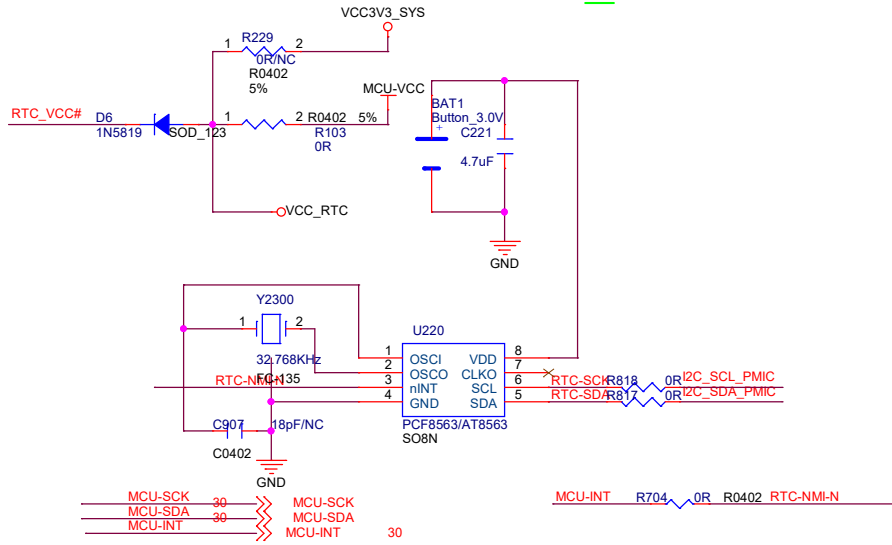 VCC3V3_SYS
R229
1 2
0R/NC
R0402
5%
MCU-VCC
RTC_VCC#
D6
1N5819
SOD_123
1 2 R0402 5%
R103
0R
BAT1
Button_3.0V
+
C221
4.7uF
VCC_RTC
GND
Y2300
1 2
32.768KHz
FC-135
U220
1 OSCI VDD 8
2 OSCO CLKO 7
3 nINT SCL 6
4 GND SDA 5
PCF8563/AT8563
SO8N
RTC-NMI-N
RTC-SCK R818 0R I2C_SCL_PMIC
RTC-SDA R817 0R I2C_SDA_PMIC
C907 18pF/NC
C0402
GND
MCU-SCK 30 MCU-SCK
MCU-SDA 30 MCU-SDA
MCU-INT MCU-INT 30
MCU-INT R704 0R R0402 RTC-NMI-N